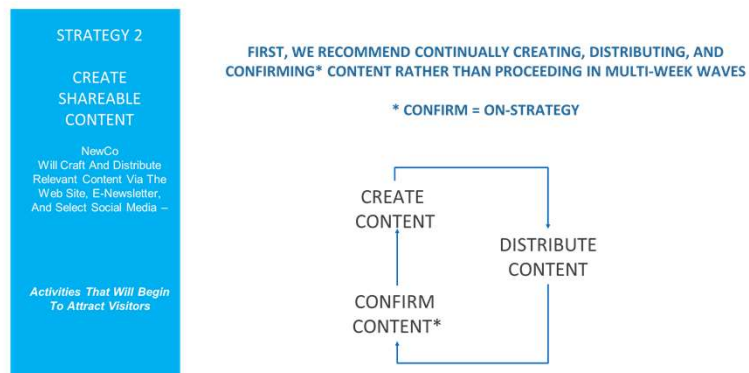 STRATEGY 2
CREATE
SHAREABLE
CONTENT
NewCo
Will Craft And Distribute
Relevant Content Via The
Web Site, E-Newsletter,
And Select Social Media –
Activities That Will Begin
To Attract Visitors
FIRST, WE RECOMMEND CONTINUALLY CREATING, DISTRIBUTING, AND
CONFIRMING* CONTENT RATHER THAN PROCEEDING IN MULTI-WEEK WAVES
* CONFIRM = ON-STRATEGY
CREATE
CONTENT
DISTRIBUTE
CONTENT
CONFIRM
CONTENT*